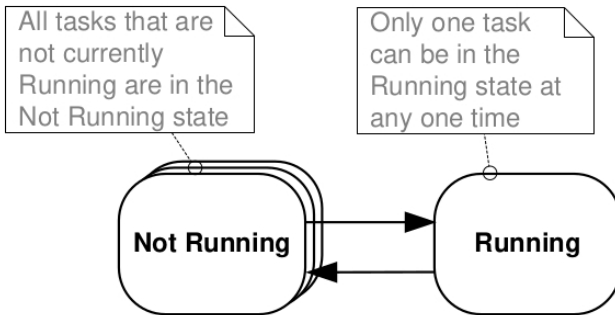 All tasks that are
not currently
Running are in the
Not Running state
Only one task
can be in the
Running state at
any one time
Not Running
Running